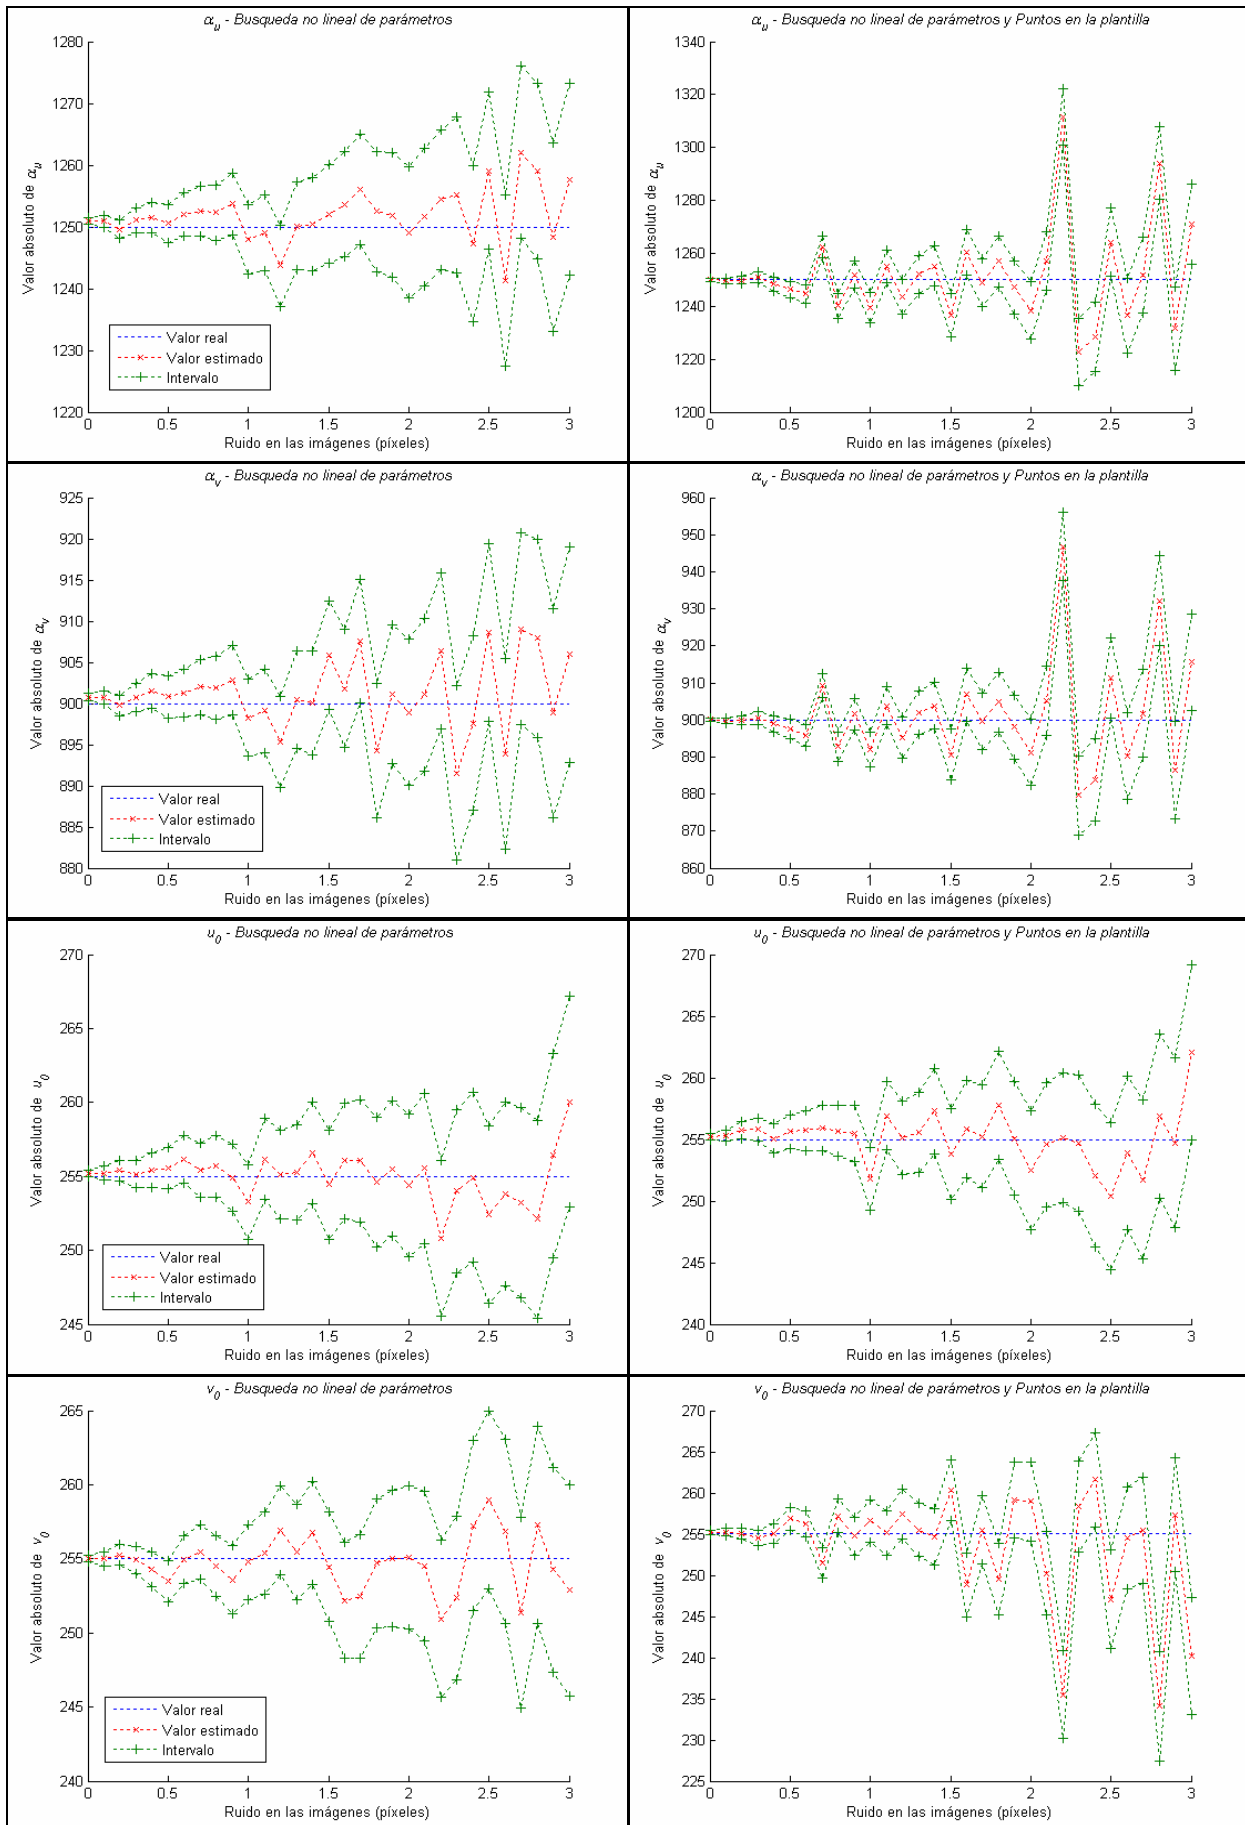 α_u - Busqueda no lineal de parámetros
1280
1270
1260
1250
1240
1230
1220
Valor absoluto de α_u
Valor real
Valor estimado
Intervalo
0 0.5 1 1.5 2 2.5 3
Ruido en las imágenes (píxeles)
α_u - Busqueda no lineal de parámetros y Puntos en la plantilla
1340
1320
1300
1280
1260
1240
1220
1200
Valor absoluto de α_u
0 0.5 1 1.5 2 2.5 3
Ruido en las imágenes (píxeles)
α_v - Busqueda no lineal de parámetros
925
920
915
910
905
900
895
890
885
880
Valor absoluto de α_v
Valor real
Valor estimado
Intervalo
0 0.5 1 1.5 2 2.5 3
Ruido en las imágenes (píxeles)
α_v - Busqueda no lineal de parámetros y Puntos en la plantilla
960
950
940
930
920
910
900
890
880
870
860
Valor absoluto de α_v
0 0.5 1 1.5 2 2.5 3
Ruido en las imágenes (píxeles)
u_0 - Busqueda no lineal de parámetros
270
265
260
255
250
245
Valor absoluto de u_0
Valor real
Valor estimado
Intervalo
0 0.5 1 1.5 2 2.5 3
Ruido en las imágenes (píxeles)
u_0 - Busqueda no lineal de parámetros y Puntos en la plantilla
270
265
260
255
250
245
240
Valor absoluto de u_0
0 0.5 1 1.5 2 2.5 3
Ruido en las imágenes (píxeles)
v_0 - Busqueda no lineal de parámetros
265
260
255
250
245
240
Valor absoluto de v_0
Valor real
Valor estimado
Intervalo
0 0.5 1 1.5 2 2.5 3
Ruido en las imágenes (píxeles)
v_0 - Busqueda no lineal de parámetros y Puntos en la plantilla
270
265
260
255
250
245
240
235
230
225
Valor absoluto de v_0
0 0.5 1 1.5 2 2.5 3
Ruido en las imágenes (píxeles)